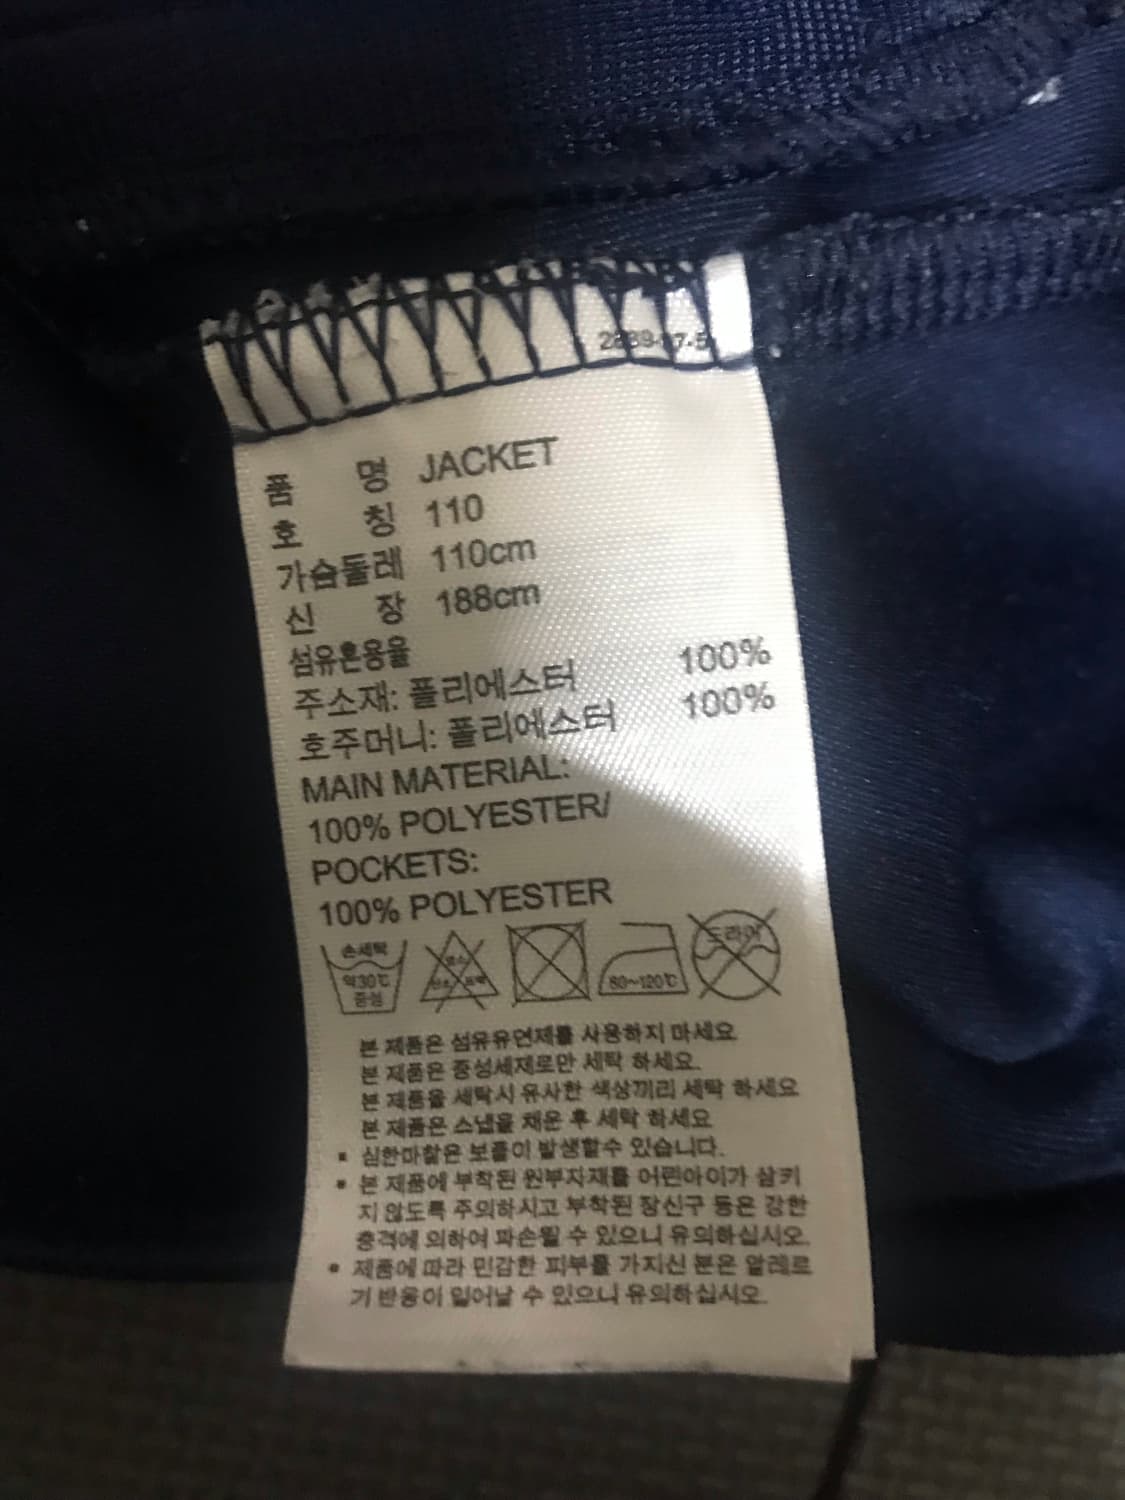 품 명 JACKET
호 칭 110
가슴둘레 110cm
신 장 188cm
섬유혼용율
주소재: 폴리에스터 100%
호주머니: 폴리에스터 100%
MAIN MATERIAL:
100% POLYESTER/
POCKETS:
100% POLYESTER
손세탁
약30℃
중성
80~120℃
드라이
본 제품은 섬유유연제를 사용하지 마세요
본 제품은 중성세제로만 세탁 하세요.
본 제품을 세탁시 유사한 색상끼리 세탁 하세요
본 제품은 스냅을 채운 후 세탁 하세요
▪ 심한마찰은 보풀이 발생할수 있습니다.
▪ 본 제품에 부착된 원부자재를 어린아이가 삼키
지 않도록 주의하시고 부착된 장신구 등은 강한
충격에 의하여 파손될 수 있으니 유의하십시오.
▪ 제품에 따라 민감한 피부를 가지신 분은 알레르
기 반응이 일어날 수 있으니 유의하십시오.